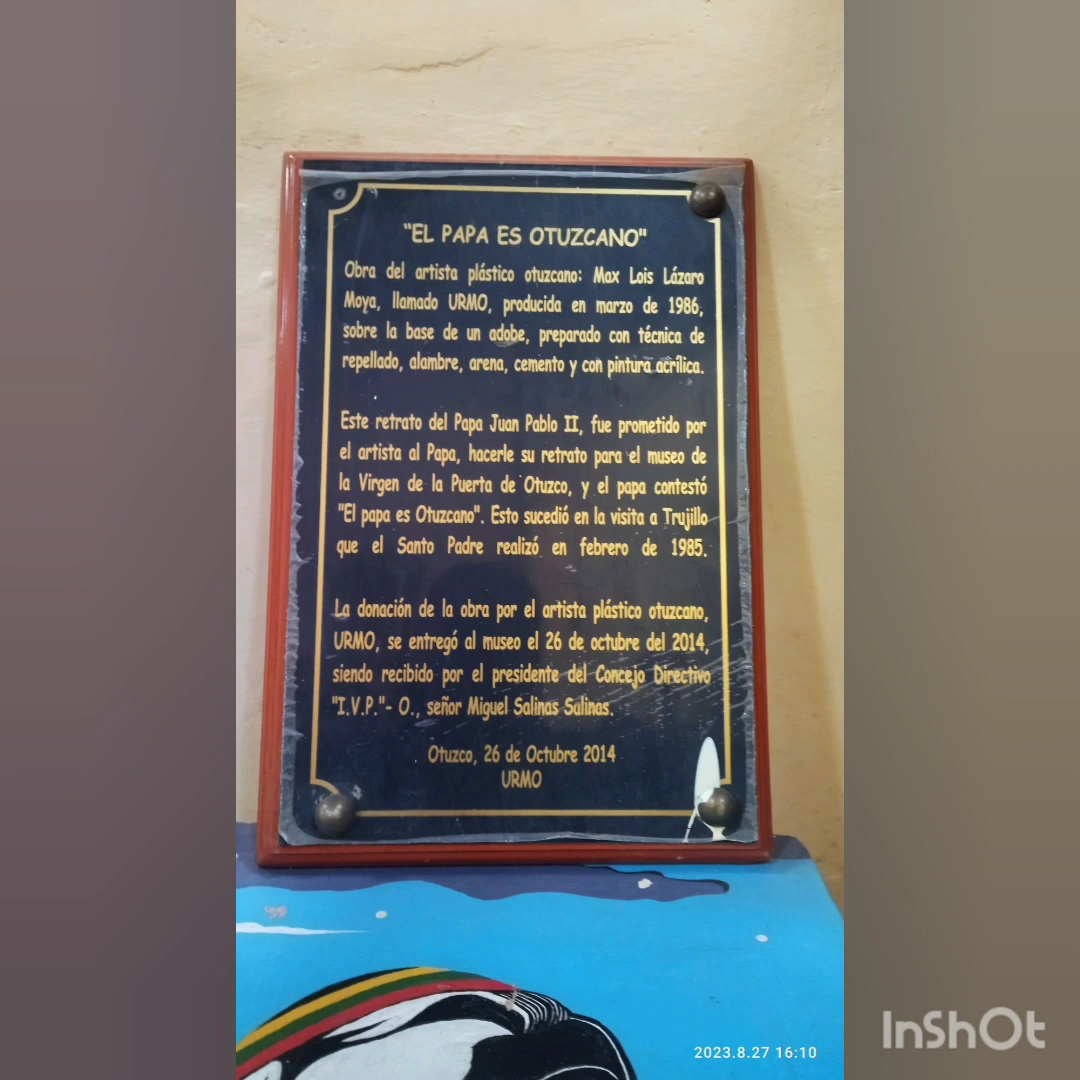 "EL PAPA ES OTUZCANO"
Obra del artista plástico otuzcano: Max Lois Lázaro
Moya, llamado URMO, producida en marzo de 1986,
sobre la base de un adobe, preparado con técnica de
repellado, alambre, arena, cemento y con pintura acrílica.
Este retrato del Papa Juan Pablo II, fue prometido por
el artista al Papa, hacerle su retrato para el museo de
la Virgen de la Puerta de Otuzco, y el papa contestó
"El papa es Otuzcano". Esto sucedió en la visita a Trujillo
que el Santo Padre realizó en febrero de 1985.
La donación de la obra por el artista plástico otuzcano,
URMO, se entregó al museo el 26 de octubre del 2014,
siendo recibido por el presidente del Concejo Directivo
"I.V.P."- O., señor Miguel Salinas Salinas.
Otuzco, 26 de Octubre 2014
URMO
2023.8.27 16:10
InShOt